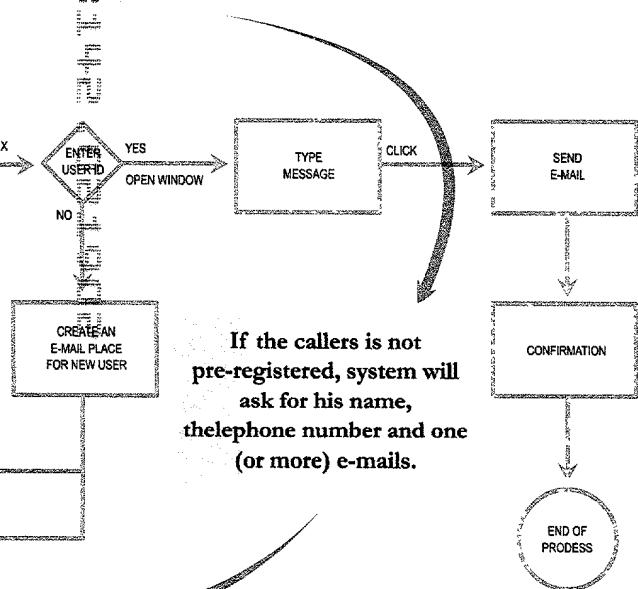 X
ENTER
USER ID
YES
OPEN WINDOW
NO
TYPE
MESSAGE
CLICK
SEND
E-MAIL
CREATE AN
E-MAIL PLACE
FOR NEW USER
If the callers is not
pre-registered, system will
ask for his name,
thelephone number and one
(or more) e-mails.
CONFIRMATION
END OF
PRODESS